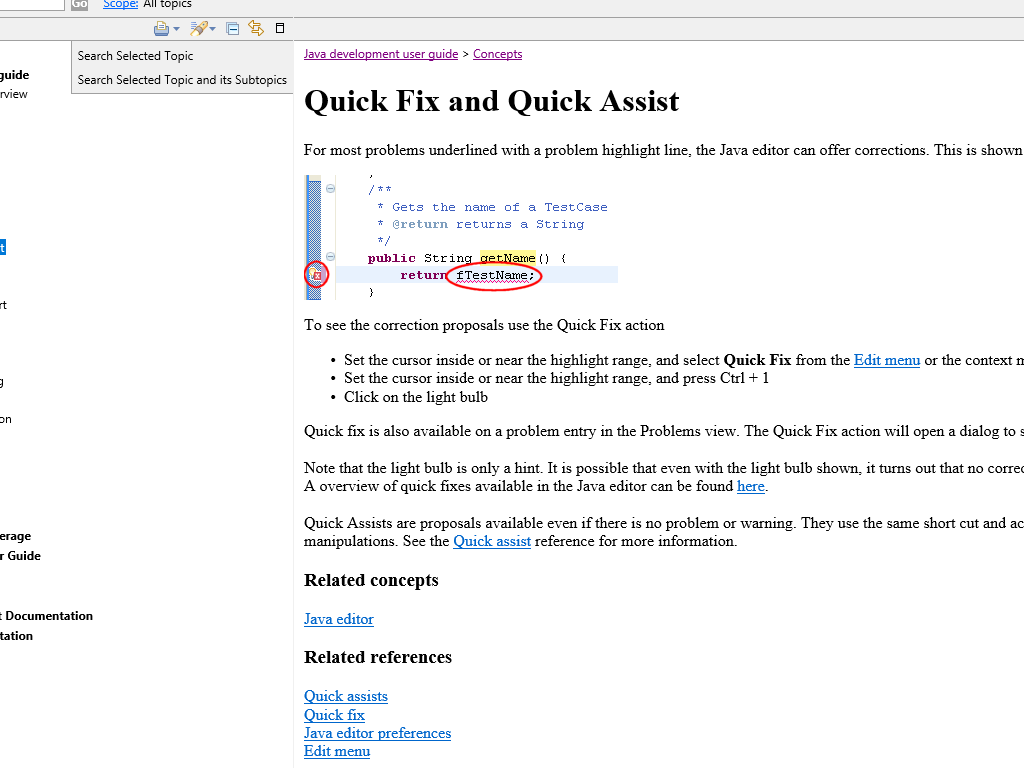 Go Scope: All topics
Search Selected Topic
Search Selected Topic and its Subtopics
guide
rview
t
rt
g
on
erage
r Guide
t Documentation
tation
Java development user guide > Concepts
Quick Fix and Quick Assist
For most problems underlined with a problem highlight line, the Java editor can offer corrections. This is shown
/**
* Gets the name of a TestCase
* @return returns a String
*/
public String getName() {
return fTestName;
}
To see the correction proposals use the Quick Fix action
• Set the cursor inside or near the highlight range, and select Quick Fix from the Edit menu or the context m
• Set the cursor inside or near the highlight range, and press Ctrl + 1
• Click on the light bulb
Quick fix is also available on a problem entry in the Problems view. The Quick Fix action will open a dialog to s
Note that the light bulb is only a hint. It is possible that even with the light bulb shown, it turns out that no correc
A overview of quick fixes available in the Java editor can be found here.
Quick Assists are proposals available even if there is no problem or warning. They use the same short cut and ac
manipulations. See the Quick assist reference for more information.
Related concepts
Java editor
Related references
Quick assists
Quick fix
Java editor preferences
Edit menu